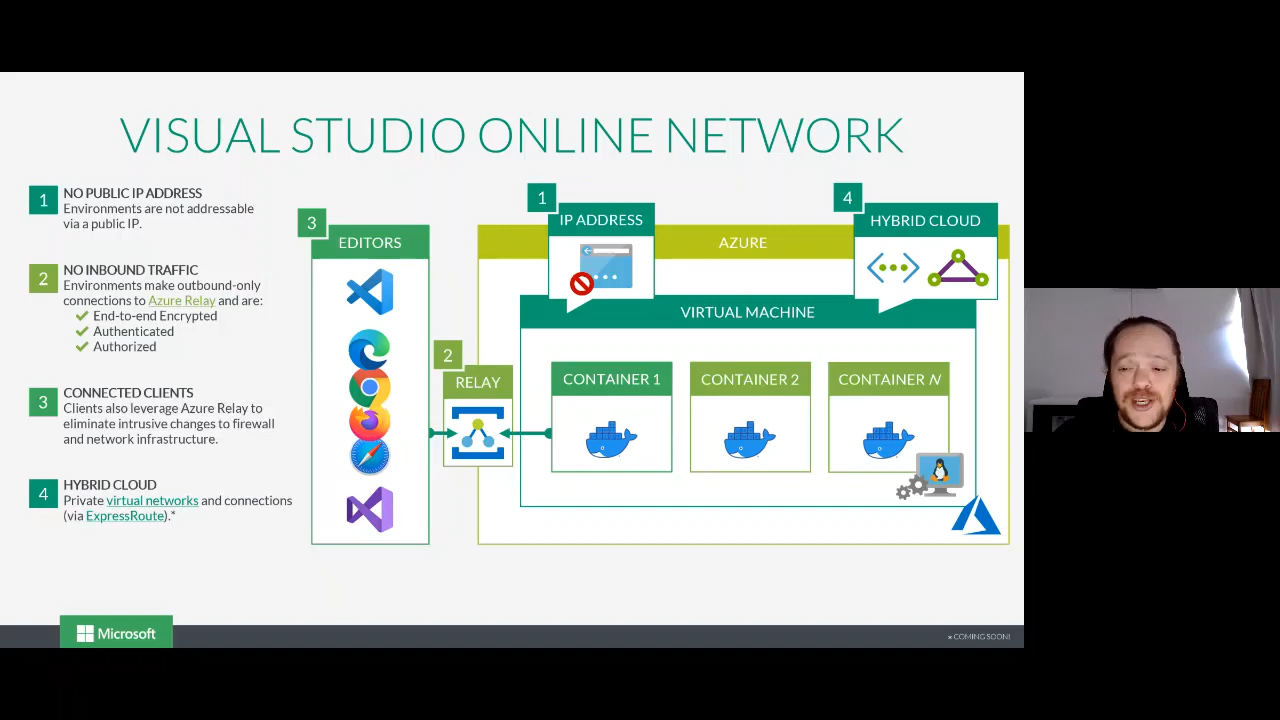 VISUAL STUDIO ONLINE NETWORK
1
NO PUBLIC IP ADDRESS
Environments are not addressable
via a public IP.
2
NO INBOUND TRAFFIC
Environments make outbound-only
connections to Azure Relay and are:
End-to-end Encrypted
Authenticated
Authorized
3
CONNECTED CLIENTS
Clients also leverage Azure Relay to
eliminate intrusive changes to firewall
and network infrastructure.
4
HYBRID CLOUD
Private virtual networks and connections
(via ExpressRoute).*
3
EDITORS
2
RELAY
1
IP ADDRESS
AZURE
4
HYBRID CLOUD
VIRTUAL MACHINE
CONTAINER 1
CONTAINER 2
CONTAINER N
Microsoft
* COMING SOON!